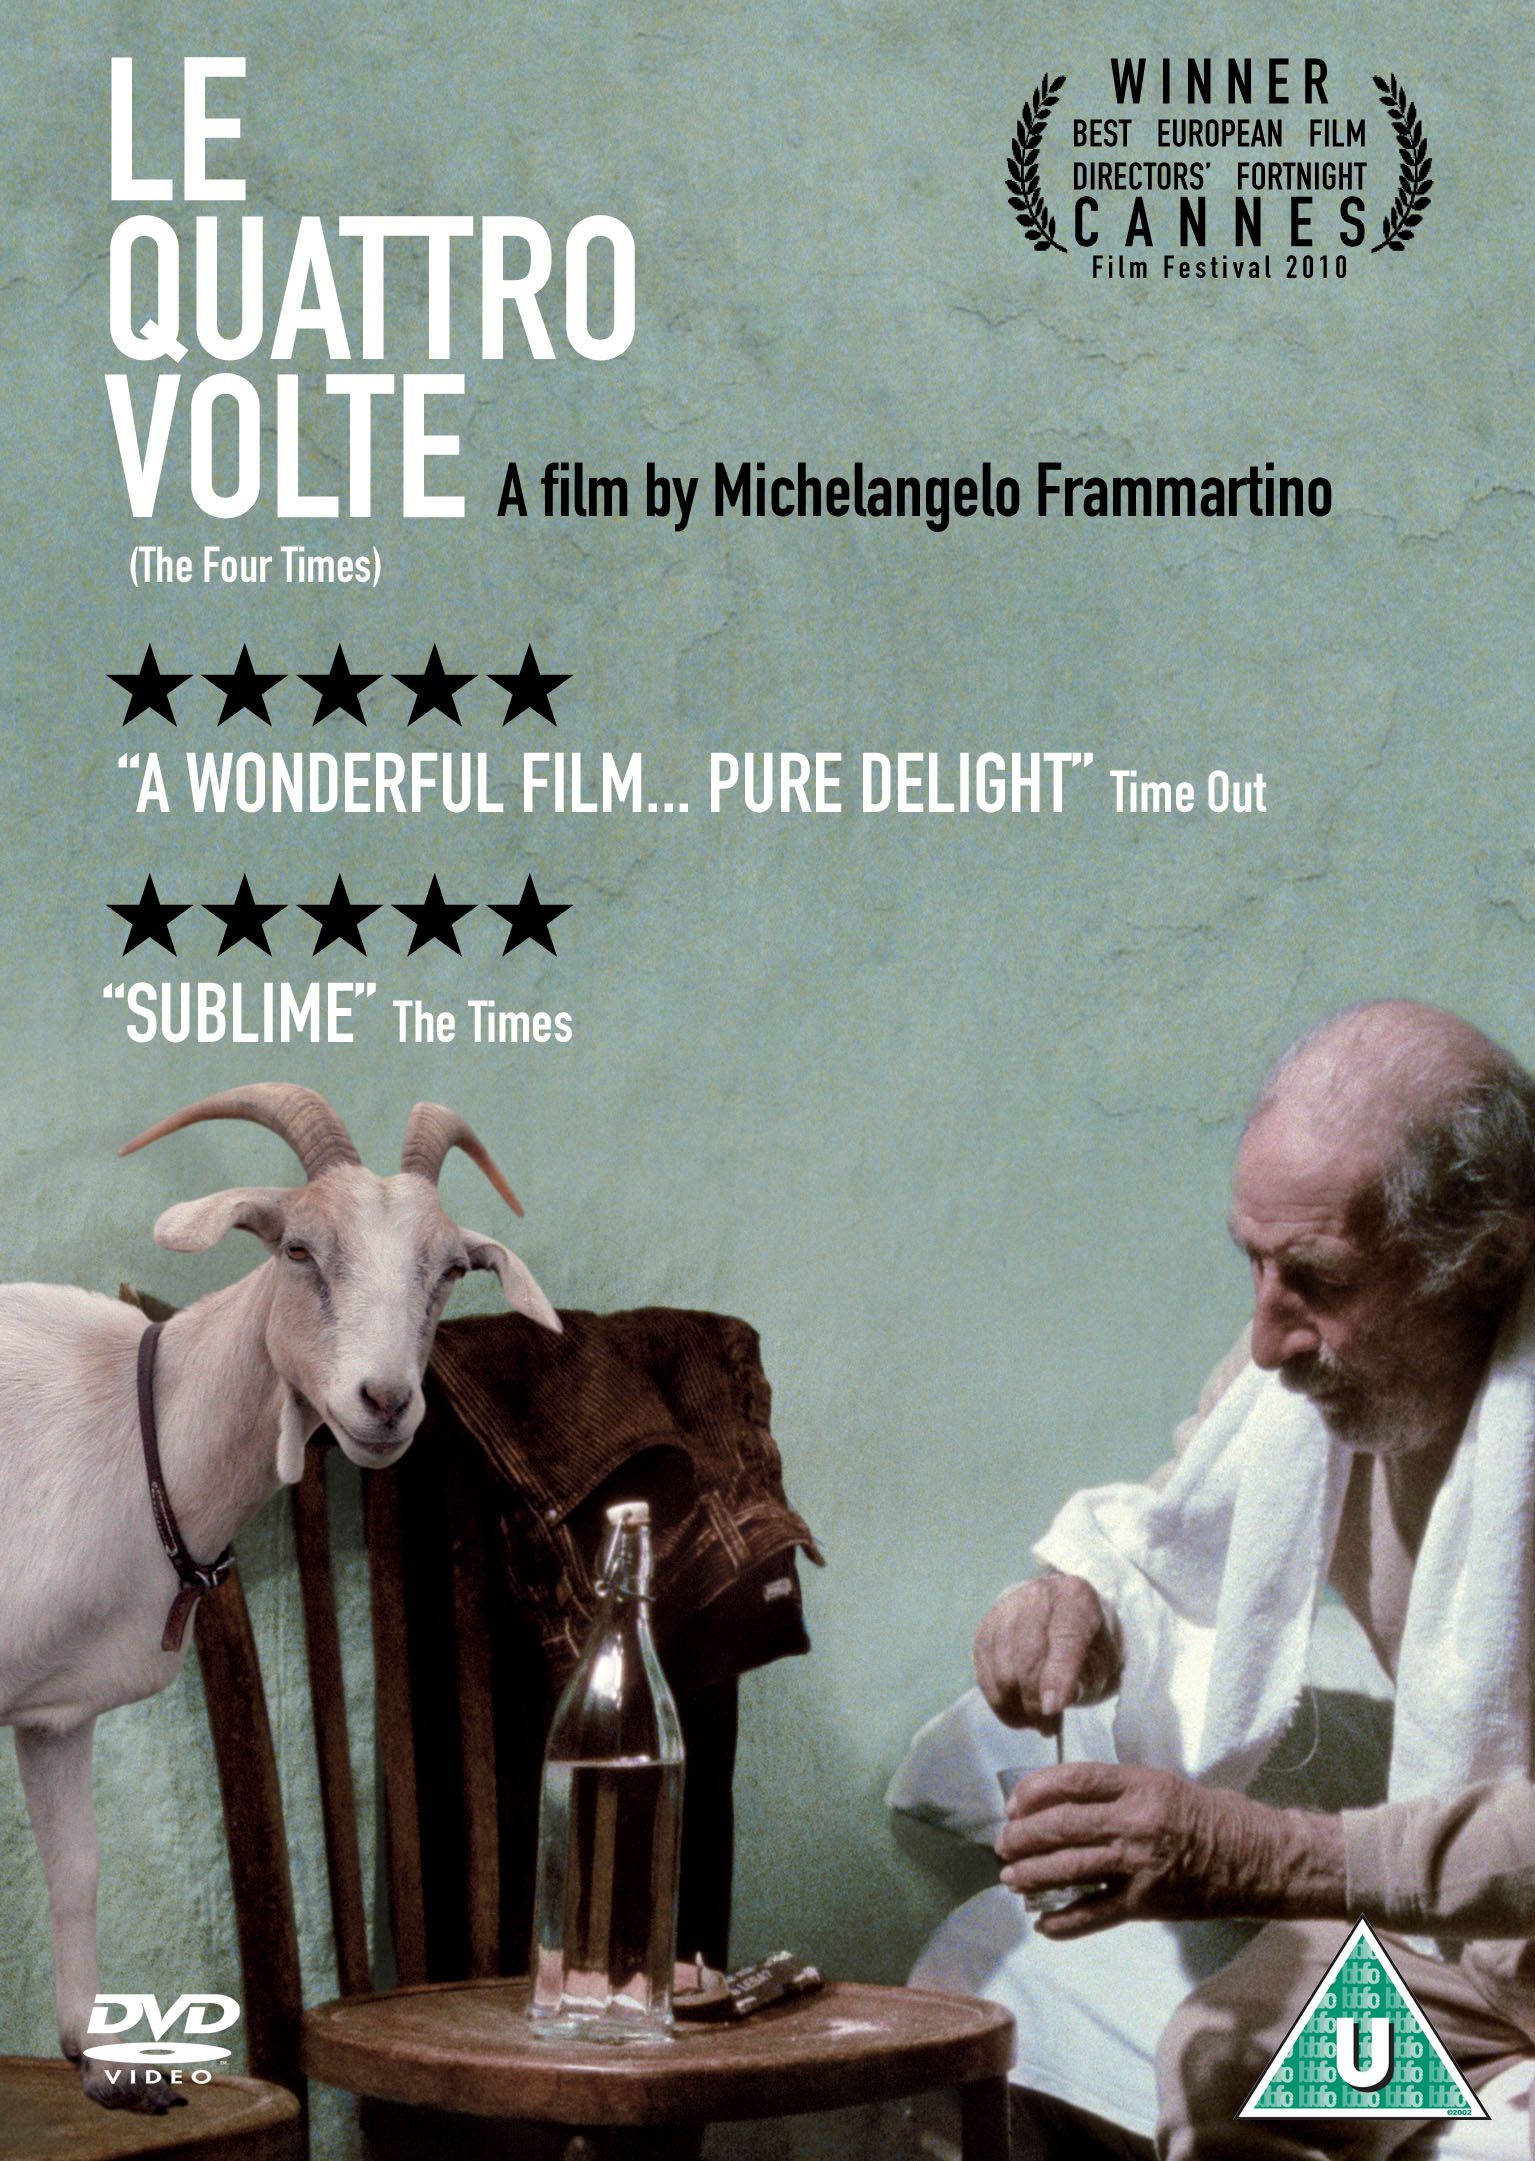 LE
QUATTRO
VOLTE
A film by Michelangelo Frammartino
(The Four Times)
WINNER
BEST EUROPEAN FILM
DIRECTORS' FORTNIGHT
CANNES
Film Festival 2010
“A WONDERFUL FILM... PURE DELIGHT” Time Out
“SUBLIME” The Times
DVD
VIDEO
U
©2002